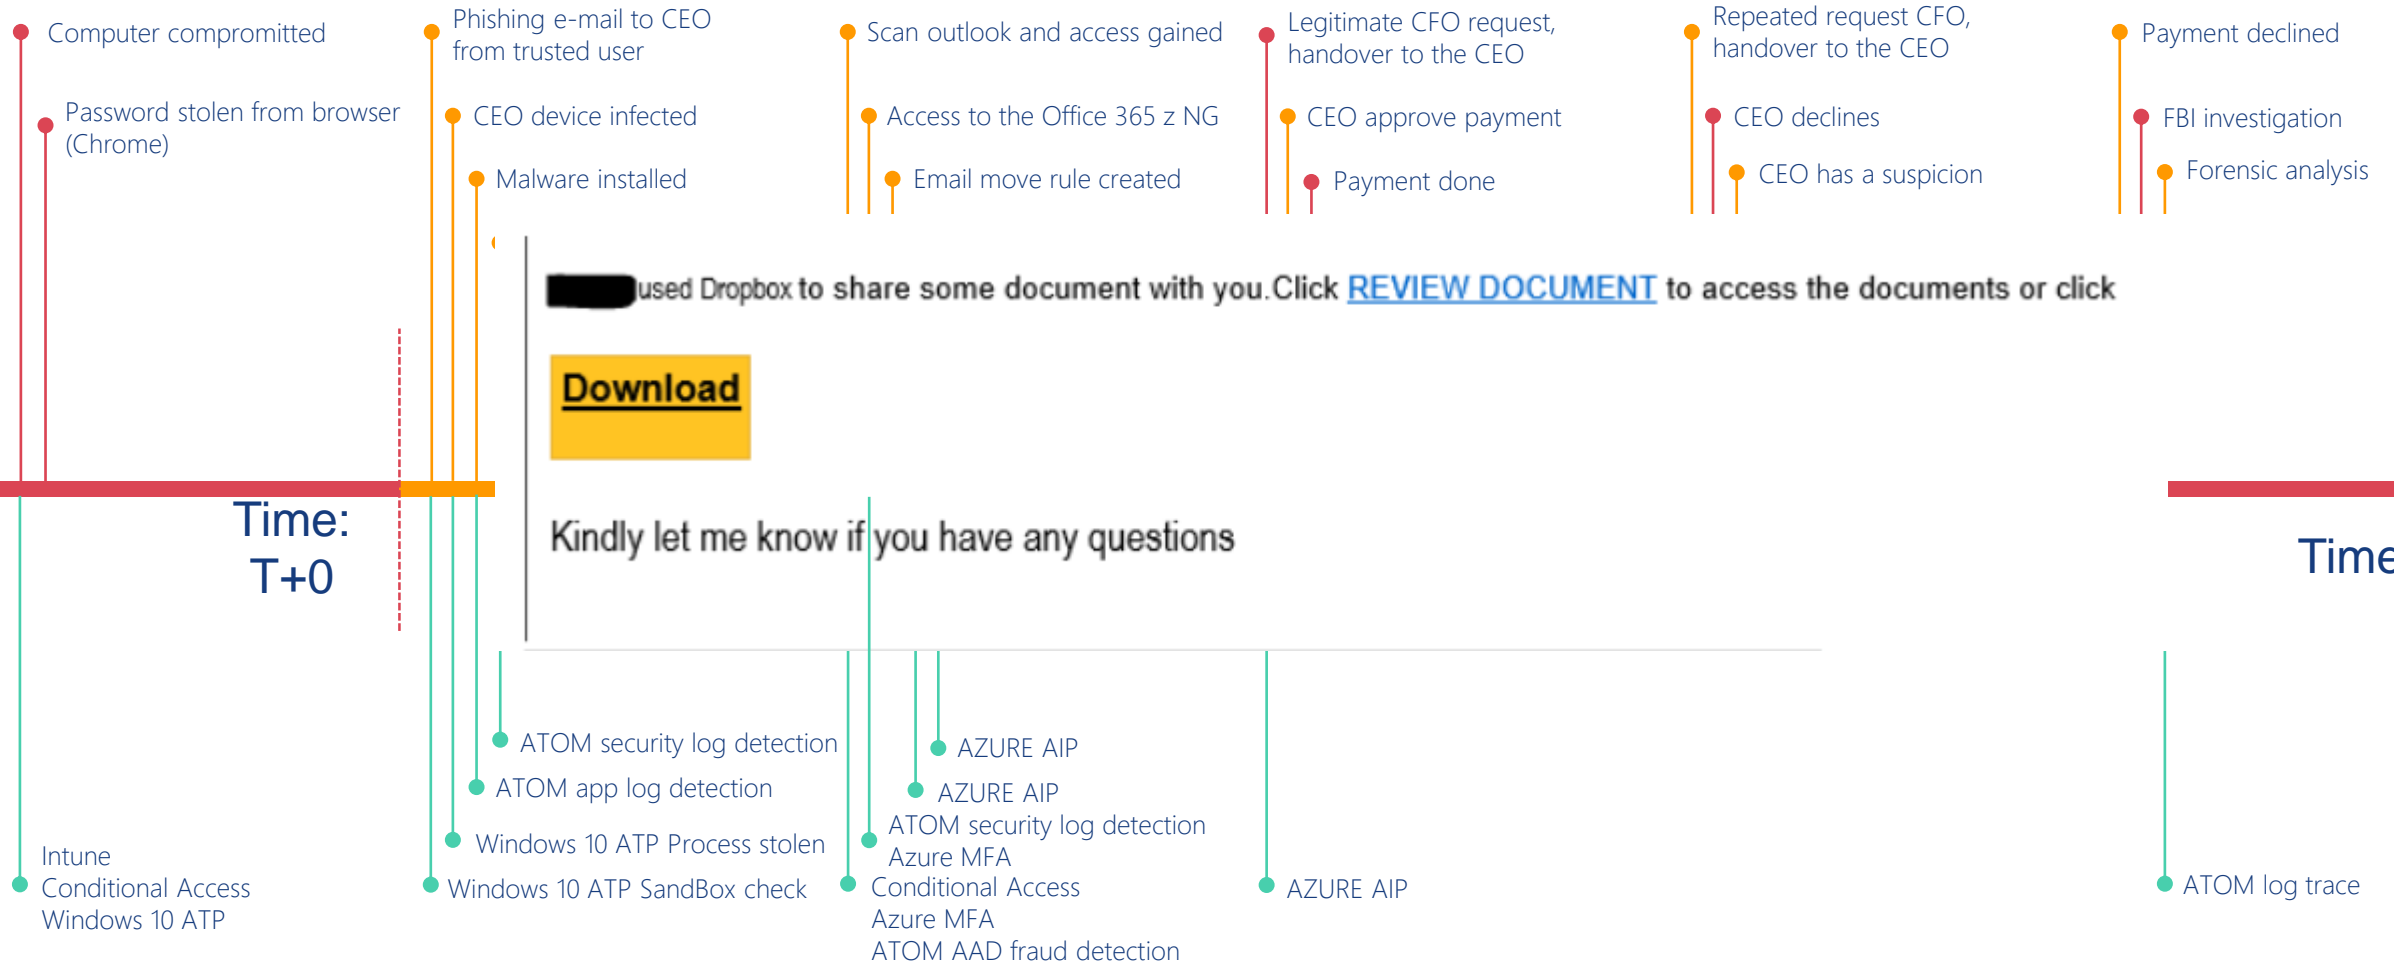 Computer compromitted
Password stolen from browser
(Chrome)
Phishing e-mail to CEO
from trusted user
CEO device infected
Malware installed
Scan outlook and access gained
Access to the Office 365 z NG
Email move rule created
Legitimate CFO request,
handover to the CEO
CEO approve payment
Payment done
Repeated request CFO,
handover to the CEO
CEO declines
CEO has a suspicion
Payment declined
FBI investigation
Forensic analysis
used Dropbox to share some document with you.Click REVIEW DOCUMENT to access the documents or click
Download
Kindly let me know if you have any questions
Time:
T+0
Time
ATOM security log detection
ATOM app log detection
Windows 10 ATP Process stolen
Windows 10 ATP SandBox check
Intune
Conditional Access
Windows 10 ATP
AZURE AIP
AZURE AIP
ATOM security log detection
Azure MFA
Conditional Access
Azure MFA
ATOM AAD fraud detection
AZURE AIP
ATOM log trace